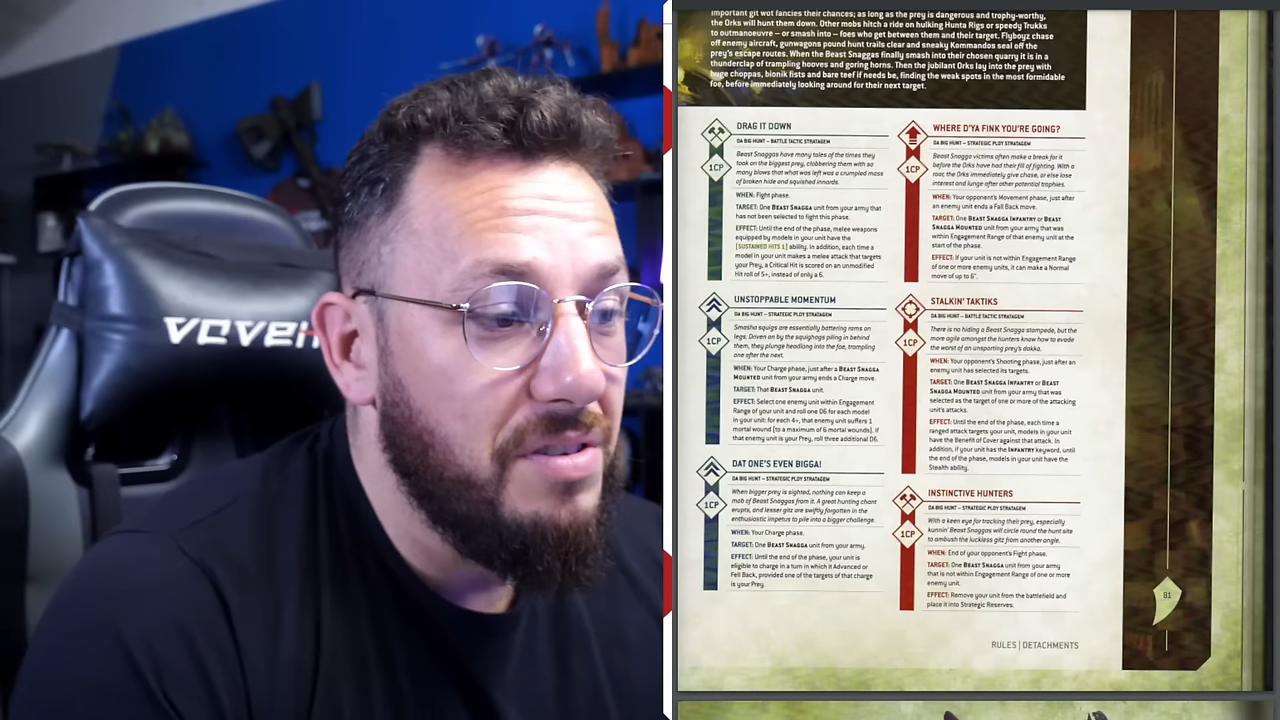 VOVEN
important git wot fancies their chances; as long as the prey is dangerous and trophy-worthy,
the Orks will hunt them down. Other mobs hitch a ride on hulking Hunta Rigs or speedy Trukks
to outmanoeuvre – or smash into – foes who get between them and their target. Flyboyz chase
off enemy aircraft, gunwagons pound hunt trails clear and sneaky Kommandos seal off the
prey's escape routes. When the Beast Snaggas finally smash into their chosen quarry it is in a
thunderclap of trampling hooves and goring horns. Then the jubilant Orks lay into the prey with
huge choppas, bionik fists and bare teef if needs be, finding the weak spots in the most formidable
foe, before immediately looking around for their next target.
DRAG IT DOWN
DA BIG HUNT – BATTLE TACTIC STRATAGEM
1CP
Beast Snaggas have many tales of the times they
took on the biggest prey, clobbering them with so
many blows that what was left was a crumpled mass
of broken hide and squished innards.
WHEN: Fight phase.
TARGET: One BEAST SNAGGA unit from your army that
has not been selected to fight this phase.
EFFECT: Until the end of the phase, melee weapons
equipped by models in your unit have the
[SUSTAINED HITS 1] ability. In addition, each time a
model in your unit makes a melee attack that targets
your Prey, a Critical Hit is scored on an unmodified
Hit roll of 5+, instead of only a 6.
UNSTOPPABLE MOMENTUM
DA BIG HUNT – STRATEGIC PLOY STRATAGEM
1CP
Smasha squigs are essentially battering rams on
legs. Driven on by the squighogs piling in behind
them, they plunge headlong into the foe, trampling
one after the next.
WHEN: Your Charge phase, just after a BEAST SNAGGA
MOUNTED unit from your army ends a Charge move.
TARGET: That BEAST SNAGGA unit.
EFFECT: Select one enemy unit within Engagement
Range of your unit and roll one D6 for each model
in your unit: for each 4+, that enemy unit suffers 1
mortal wound (to a maximum of 6 mortal wounds). If
that enemy unit is your Prey, roll three additional D6.
DAT ONE'S EVEN BIGGA!
DA BIG HUNT – STRATEGIC PLOY STRATAGEM
1CP
When bigger prey is sighted, nothing can keep a
mob of Beast Snaggas from it. A great hunting chant
erupts, and lesser gitz are swiftly forgotten in the
enthusiastic impetus to pile into a bigger challenge.
WHEN: Your Charge phase.
TARGET: One BEAST SNAGGA unit from your army.
EFFECT: Until the end of the phase, your unit is
eligible to charge in a turn in which it Advanced or
Fell Back, provided one of the targets of that charge
is your Prey.
WHERE D'YA FINK YOU'RE GOING?
DA BIG HUNT – STRATEGIC PLOY STRATAGEM
1CP
Beast Snagga victims often make a break for it
before the Orks have had their fill of fighting. With a
roar, the Orks immediately give chase, or else lose
interest and lunge after other potential trophies.
WHEN: Your opponent's Movement phase, just after
an enemy unit ends a Fall Back move.
TARGET: One BEAST SNAGGA INFANTRY or BEAST
SNAGGA MOUNTED unit from your army that was
within Engagement Range of that enemy unit at the
start of the phase.
EFFECT: If your unit is not within Engagement Range
of one or more enemy units, it can make a Normal
move of up to 6".
STALKIN' TAKTIKS
DA BIG HUNT – BATTLE TACTIC STRATAGEM
1CP
There is no hiding a Beast Snagga stampede, but the
more agile amongst the hunters know how to evade
the worst of an unsporting prey's dakka.
WHEN: Your opponent's Shooting phase, just after an
enemy unit has selected its targets.
TARGET: One BEAST SNAGGA INFANTRY or BEAST
SNAGGA MOUNTED unit from your army that was
selected as the target of one or more of the attacking
unit's attacks.
EFFECT: Until the end of the phase, each time a
ranged attack targets your unit, models in your unit
have the Benefit of Cover against that attack. In
addition, if your unit has the INFANTRY keyword, until
the end of the phase, models in your unit have the
Stealth ability.
INSTINCTIVE HUNTERS
DA BIG HUNT – STRATEGIC PLOY STRATAGEM
1CP
With a keen eye for tracking their prey, especially
kunnin' Beast Snaggas will circle round the hunt site
to ambush the luckless gitz from another angle.
WHEN: End of your opponent's Fight phase.
TARGET: One BEAST SNAGGA unit from your army
that is not within Engagement Range of one or more
enemy unit.
EFFECT: Remove your unit from the battlefield and
place it into Strategic Reserves.
81
RULES | DETACHMENTS